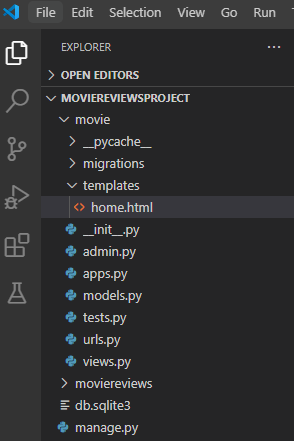 File Edit Selection View Go Run
EXPLORER ...
OPEN EDITORS
MOVIEREVIEWSPROJECT
movie
__pycache__
migrations
templates
<> home.html
__init__.py
admin.py
apps.py
models.py
tests.py
urls.py
views.py
moviereviews
db.sqlite3
manage.py